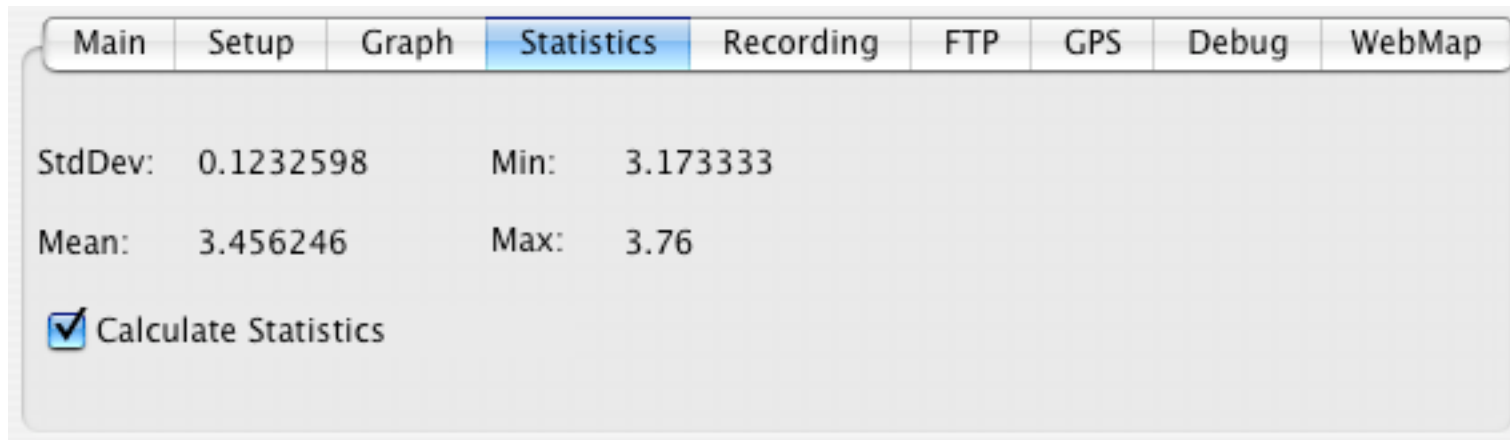 Main Setup Graph Statistics Recording FTP GPS Debug WebMap
StdDev: 0.1232598 Min: 3.173333
Mean: 3.456246 Max: 3.76
Calculate Statistics